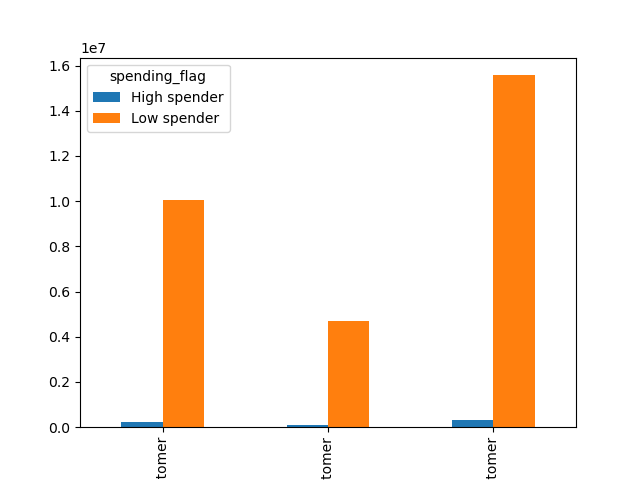 1e7
1.6
1.4
1.2
1.0
0.8
0.6
0.4
0.2
0.0
spending_flag
High spender
Low spender
tomer
tomer
tomer